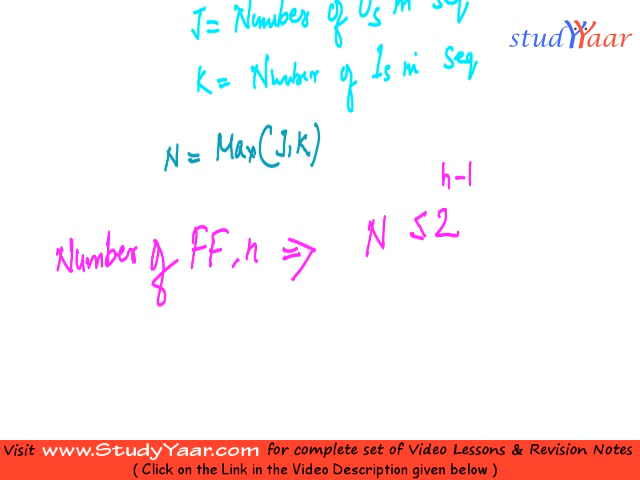 J = Number of 0s in seq
studYYaar
K = Number of 1s in seq
N = Max(J,K)
n-1
Number of FF, n ⇒ N ≤ 2
Visit www.StudyYaar.com for complete set of Video Lessons & Revision Notes
( Click on the Link in the Video Description given below )